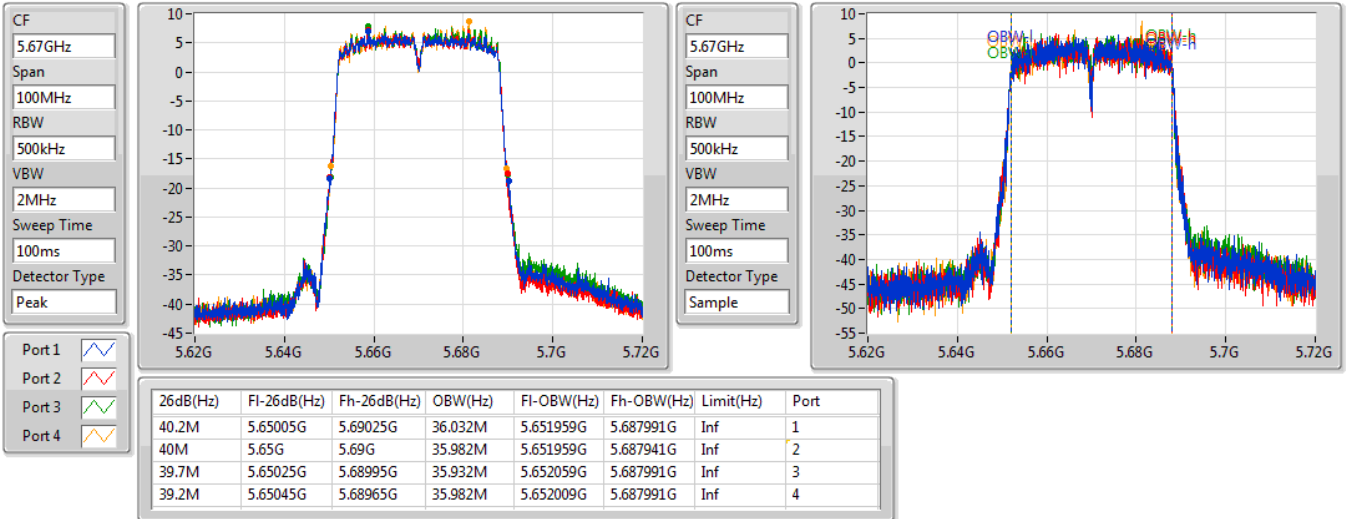 CF
5.67GHz
Span
100MHz
RBW
500kHz
VBW
2MHz
Sweep Time
100ms
Detector Type
Peak
10
5
0
-5
-10
-15
-20
-25
-30
-35
-40
-45
5.62G 5.64G 5.66G 5.68G 5.7G 5.72G
CF
5.67GHz
Span
100MHz
RBW
500kHz
VBW
2MHz
Sweep Time
100ms
Detector Type
Sample
10
5
0
-5
-10
-15
-20
-25
-30
-35
-40
-45
-50
-55
OBW-l
OBW-h
5.62G 5.64G 5.66G 5.68G 5.7G 5.72G
Port 1
Port 2
Port 3
Port 4
26dB(Hz) Fl-26dB(Hz) Fh-26dB(Hz) OBW(Hz) Fl-OBW(Hz) Fh-OBW(Hz) Limit(Hz) Port
40.2M 5.65005G 5.69025G 36.032M 5.651959G 5.687991G Inf 1
40M 5.65G 5.69G 35.982M 5.651959G 5.687941G Inf 2
39.7M 5.65025G 5.68995G 35.932M 5.652059G 5.687991G Inf 3
39.2M 5.65045G 5.68965G 35.982M 5.652009G 5.687991G Inf 4